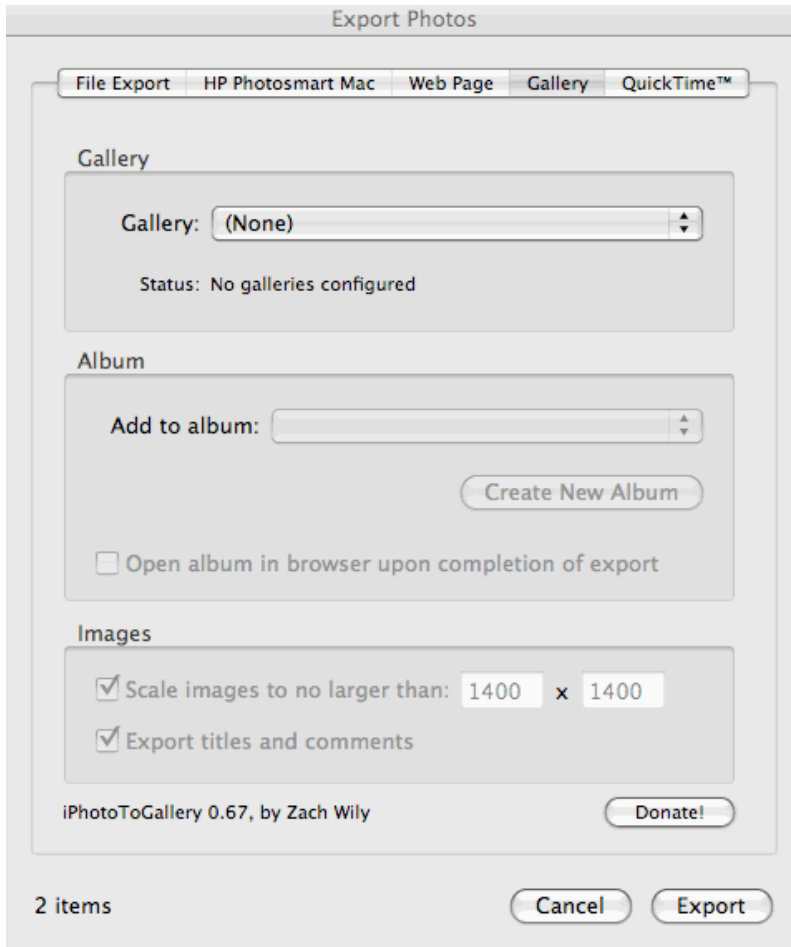 Export Photos
File Export HP Photosmart Mac Web Page Gallery QuickTime™
Gallery
Gallery: (None)
Status: No galleries configured
Album
Add to album:
Create New Album
Open album in browser upon completion of export
Images
Scale images to no larger than: 1400 x 1400
Export titles and comments
iPhotoToGallery 0.67, by Zach Wily Donate!
2 items Cancel Export